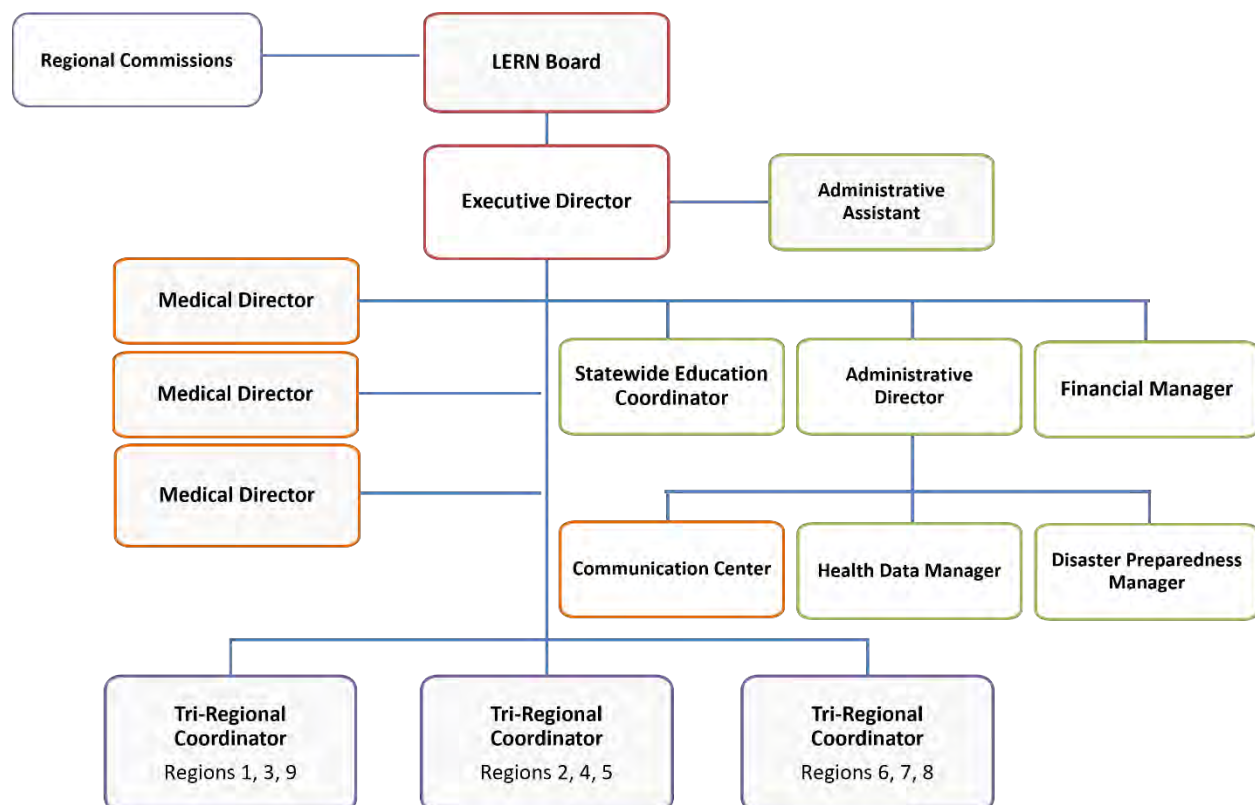 Regional Commissions
LERN Board
Executive Director
Administrative
Assistant
Medical Director
Medical Director
Medical Director
Statewide Education
Coordinator
Administrative
Director
Financial Manager
Communication Center
Health Data Manager
Disaster Preparedness
Manager
Tri-Regional
Coordinator
Regions 1, 3, 9
Tri-Regional
Coordinator
Regions 2, 4, 5
Tri-Regional
Coordinator
Regions 6, 7, 8